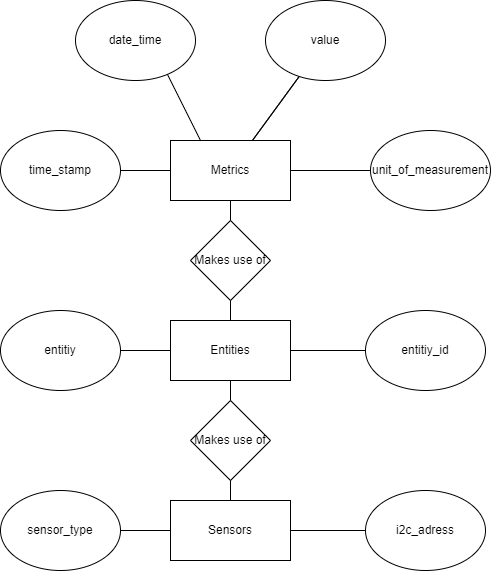 date_time
value
time_stamp
Metrics
unit_of_measurement
Makes use of
entitiy
Entities
entitiy_id
Makes use of
sensor_type
Sensors
i2c_adress